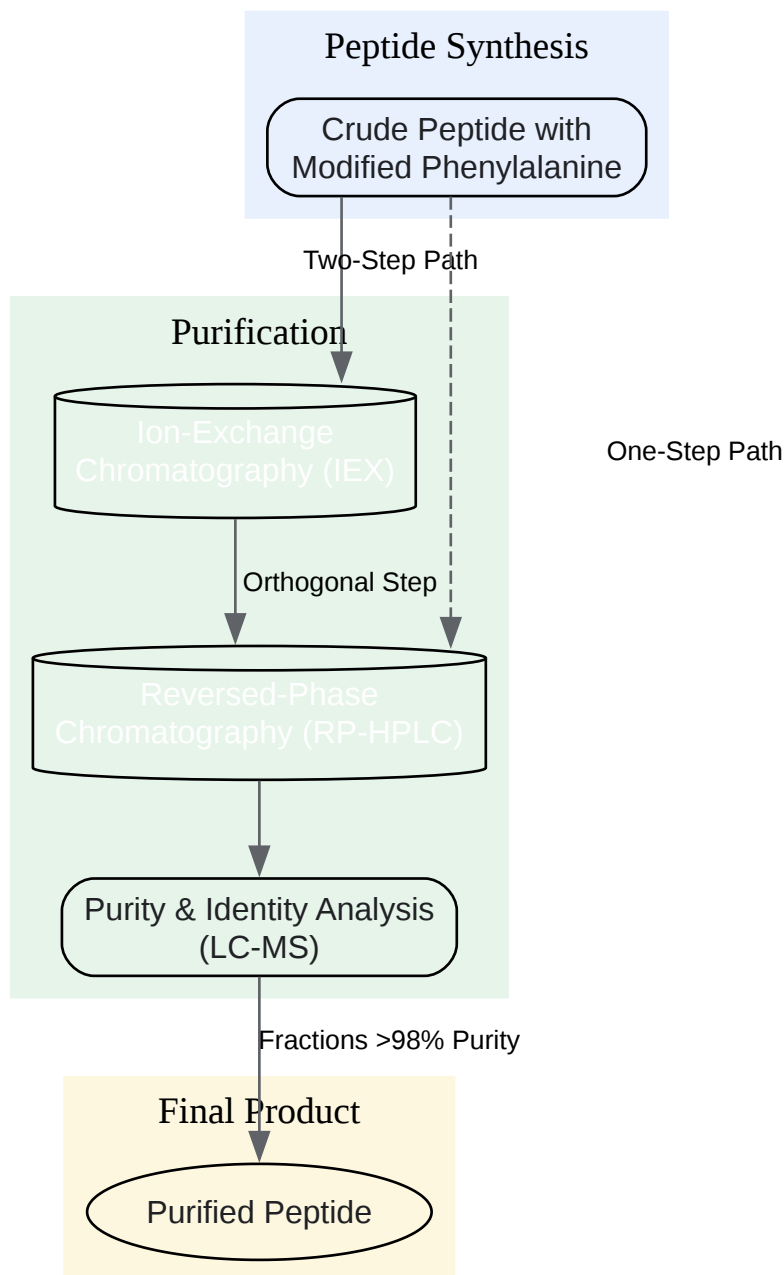 Peptide Synthesis
Crude Peptide with
Modified Phenylalanine
Two-Step Path
Purification
Ion-Exchange
Chromatography (IEX)
One-Step Path
Orthogonal Step
Reversed-Phase
Chromatography (RP-HPLC)
Purity & Identity Analysis
(LC-MS)
Fractions >98% Purity
Final Product
Purified Peptide